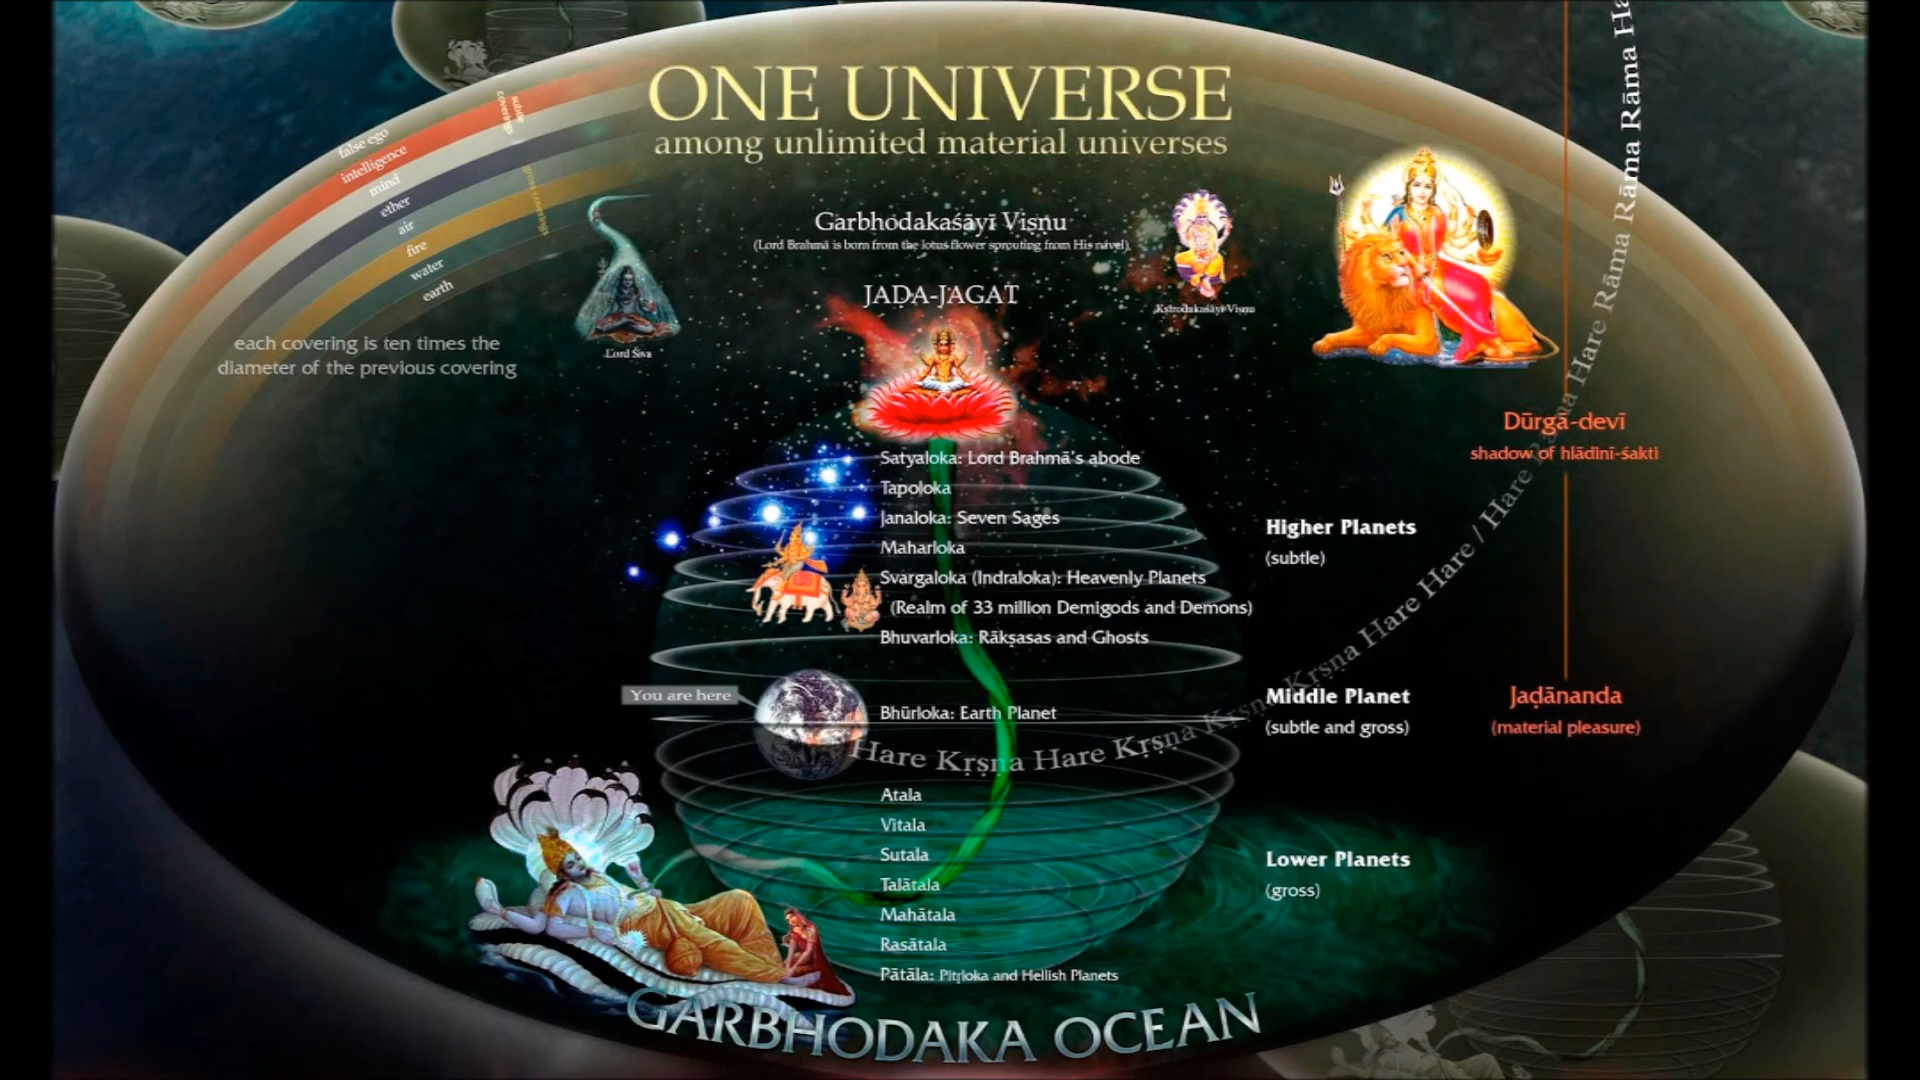 ONE UNIVERSE
among unlimited material universes
subtle
coverings
false ego
intelligence
mind
ether
air
fire
water
earth
gross coverings
each covering is ten times the
diameter of the previous covering
Lord Śiva
Garbhodakaśāyī Viṣṇu
(Lord Brahmā is born from the lotus flower sprouting from His navel)
JADA-JAGAT
Kṣīrodakaśāyī Viṣṇu
Dūrgā-devī
shadow of hlādinī-śakti
Satyaloka: Lord Brahmā's abode
Tapoloka
Janaloka: Seven Sages
Maharloka
Svargaloka (Indraloka): Heavenly Planets
(Realm of 33 million Demigods and Demons)
Bhuvarloka: Rākṣasas and Ghosts
Higher Planets
(subtle)
You are here
Bhūrloka: Earth Planet
Middle Planet
(subtle and gross)
Jaḍānanda
(material pleasure)
Hare Kṛṣṇa Hare Kṛṣṇa Kṛṣṇa Kṛṣṇa Hare Hare / Hare Rāma Hare Rāma Rāma Rāma Ha
Atala
Vitala
Sutala
Talātala
Mahātala
Rasātala
Pātāla: Pitṛloka and Hellish Planets
Lower Planets
(gross)
GARBHODAKA OCEAN